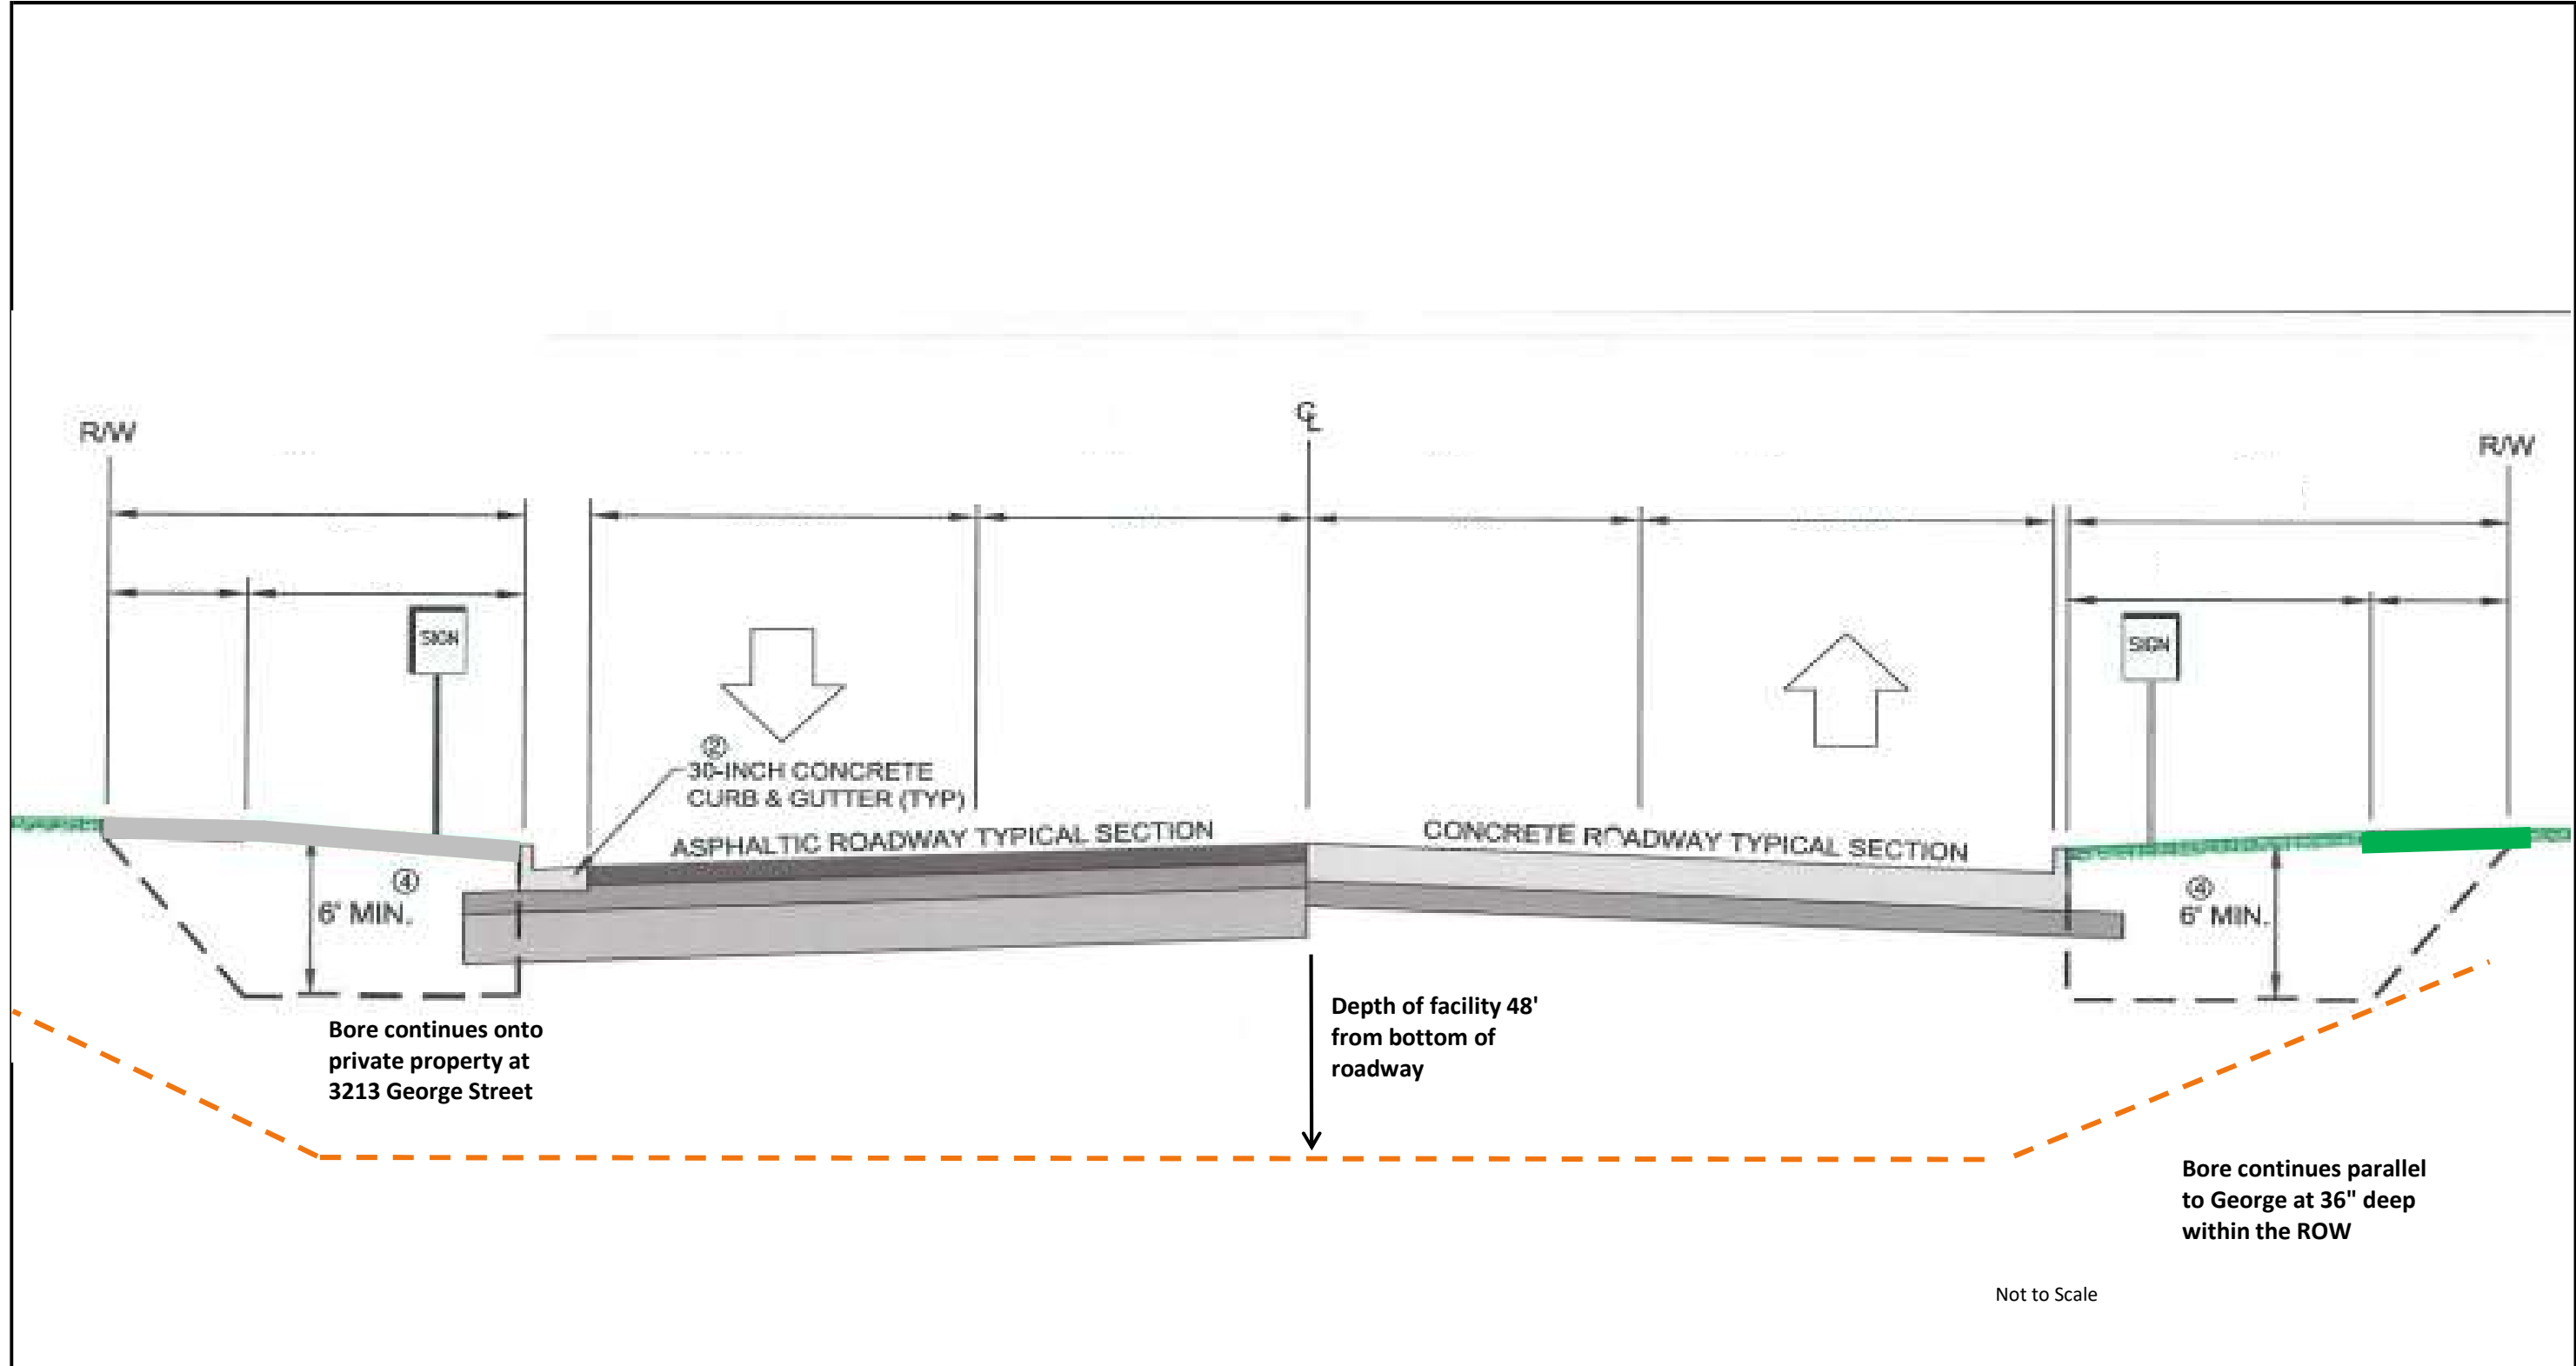 R/W
℄
R/W
SIGN
SIGN
②
30-INCH CONCRETE
CURB & GUTTER (TYP)
ASPHALTIC ROADWAY TYPICAL SECTION
CONCRETE ROADWAY TYPICAL SECTION
④
6' MIN.
④
6' MIN.
Bore continues onto
private property at
3213 George Street
Depth of facility 48'
from bottom of
roadway
Bore continues parallel
to George at 36" deep
within the ROW
Not to Scale